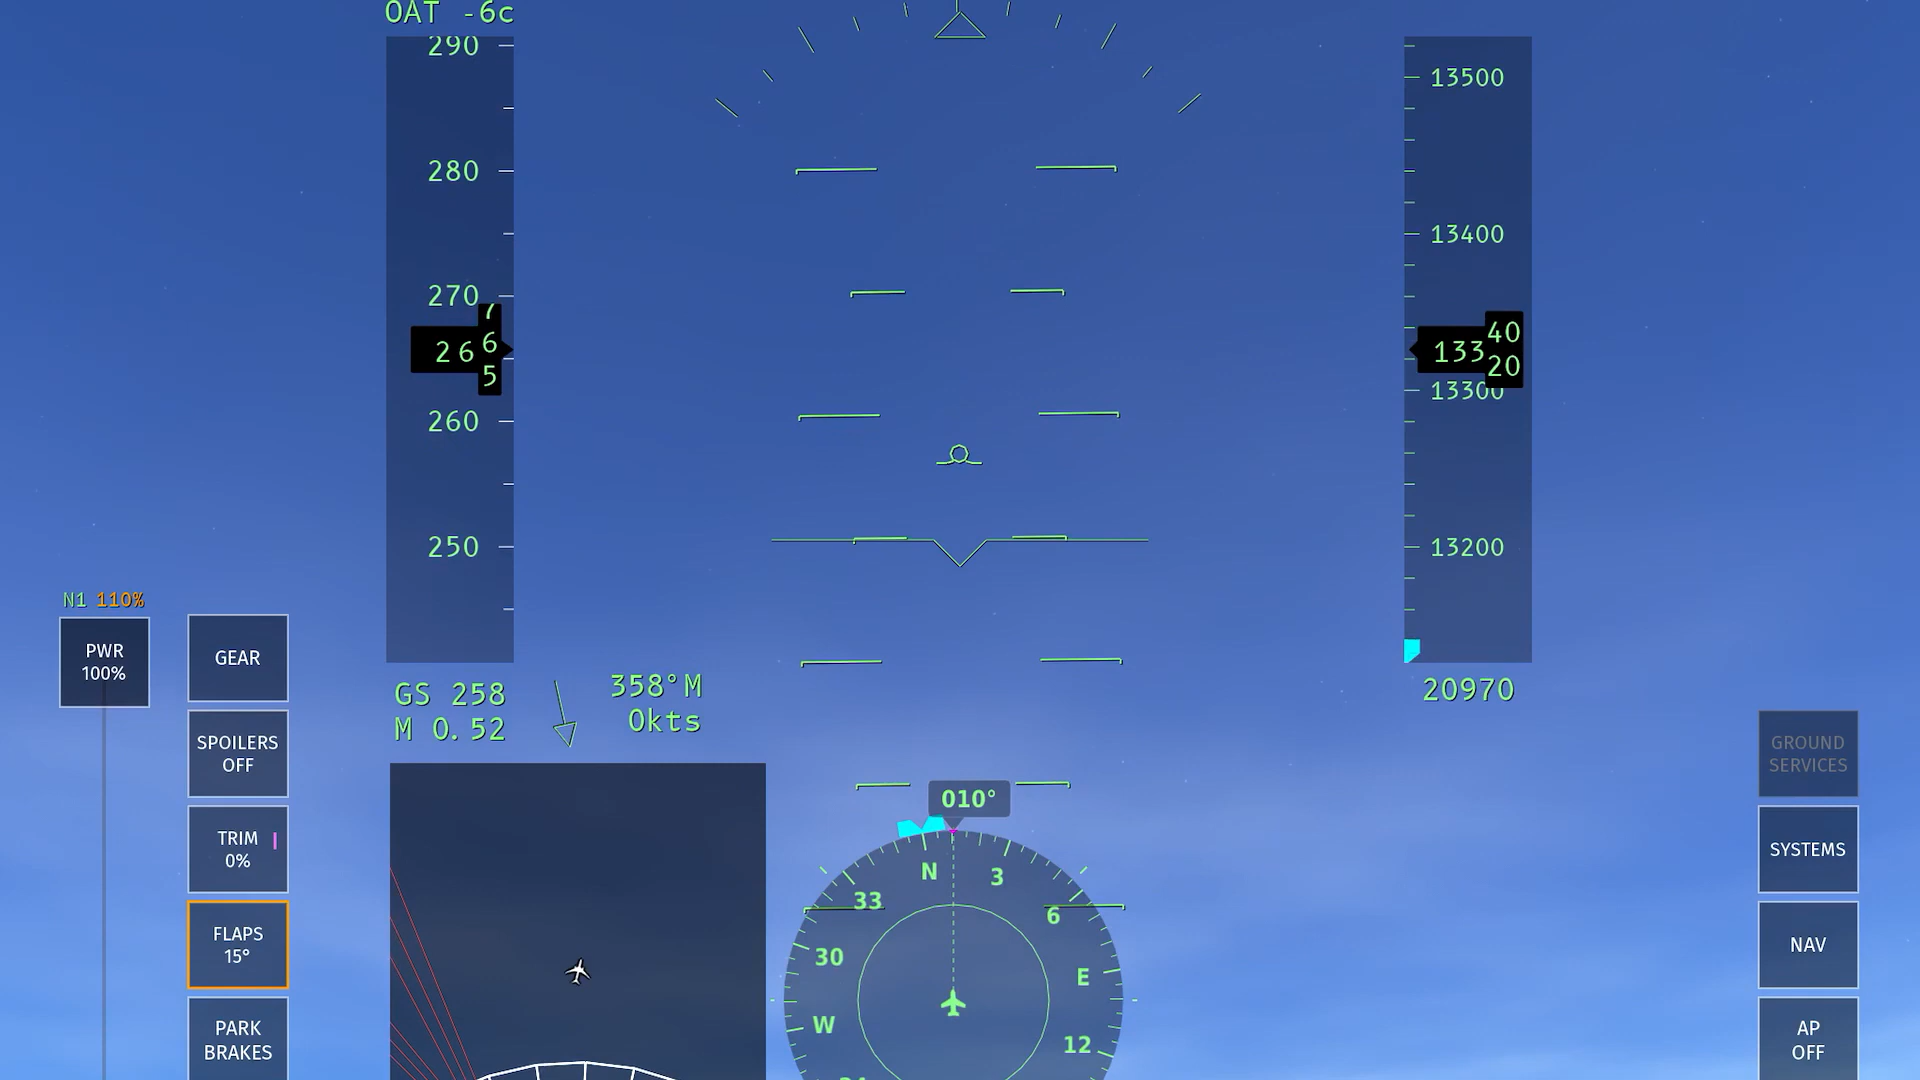 OAT -6c
290
280
270
260
250
7
26 6
5
13500
13400
13300
13200
40
133
20
20970
N1 110%
PWR
100%
GEAR
SPOILERS
OFF
TRIM
0%
FLAPS
15°
PARK
BRAKES
GS 258
M 0.52
358°M
0kts
010°
N
3
6
E
12
33
30
W
GROUND
SERVICES
SYSTEMS
NAV
AP
OFF